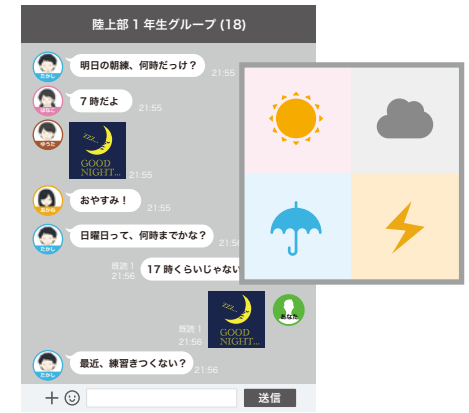 陸上部1年生グループ (18)
明日の朝練、何時だっけ？
21:55
たかし
7時だよ
21:55
はなこ
zzz...
GOOD
NIGHT...
21:55
ゆうた
おやすみ！
21:55
あかね
日曜日って、何時までかな？
21:56
たかし
既読 1
21:56
17時くらいじゃない
zzz...
GOOD
NIGHT...
既読 1
21:56
あなた
最近、練習きつくない？
21:56
たかし
送信